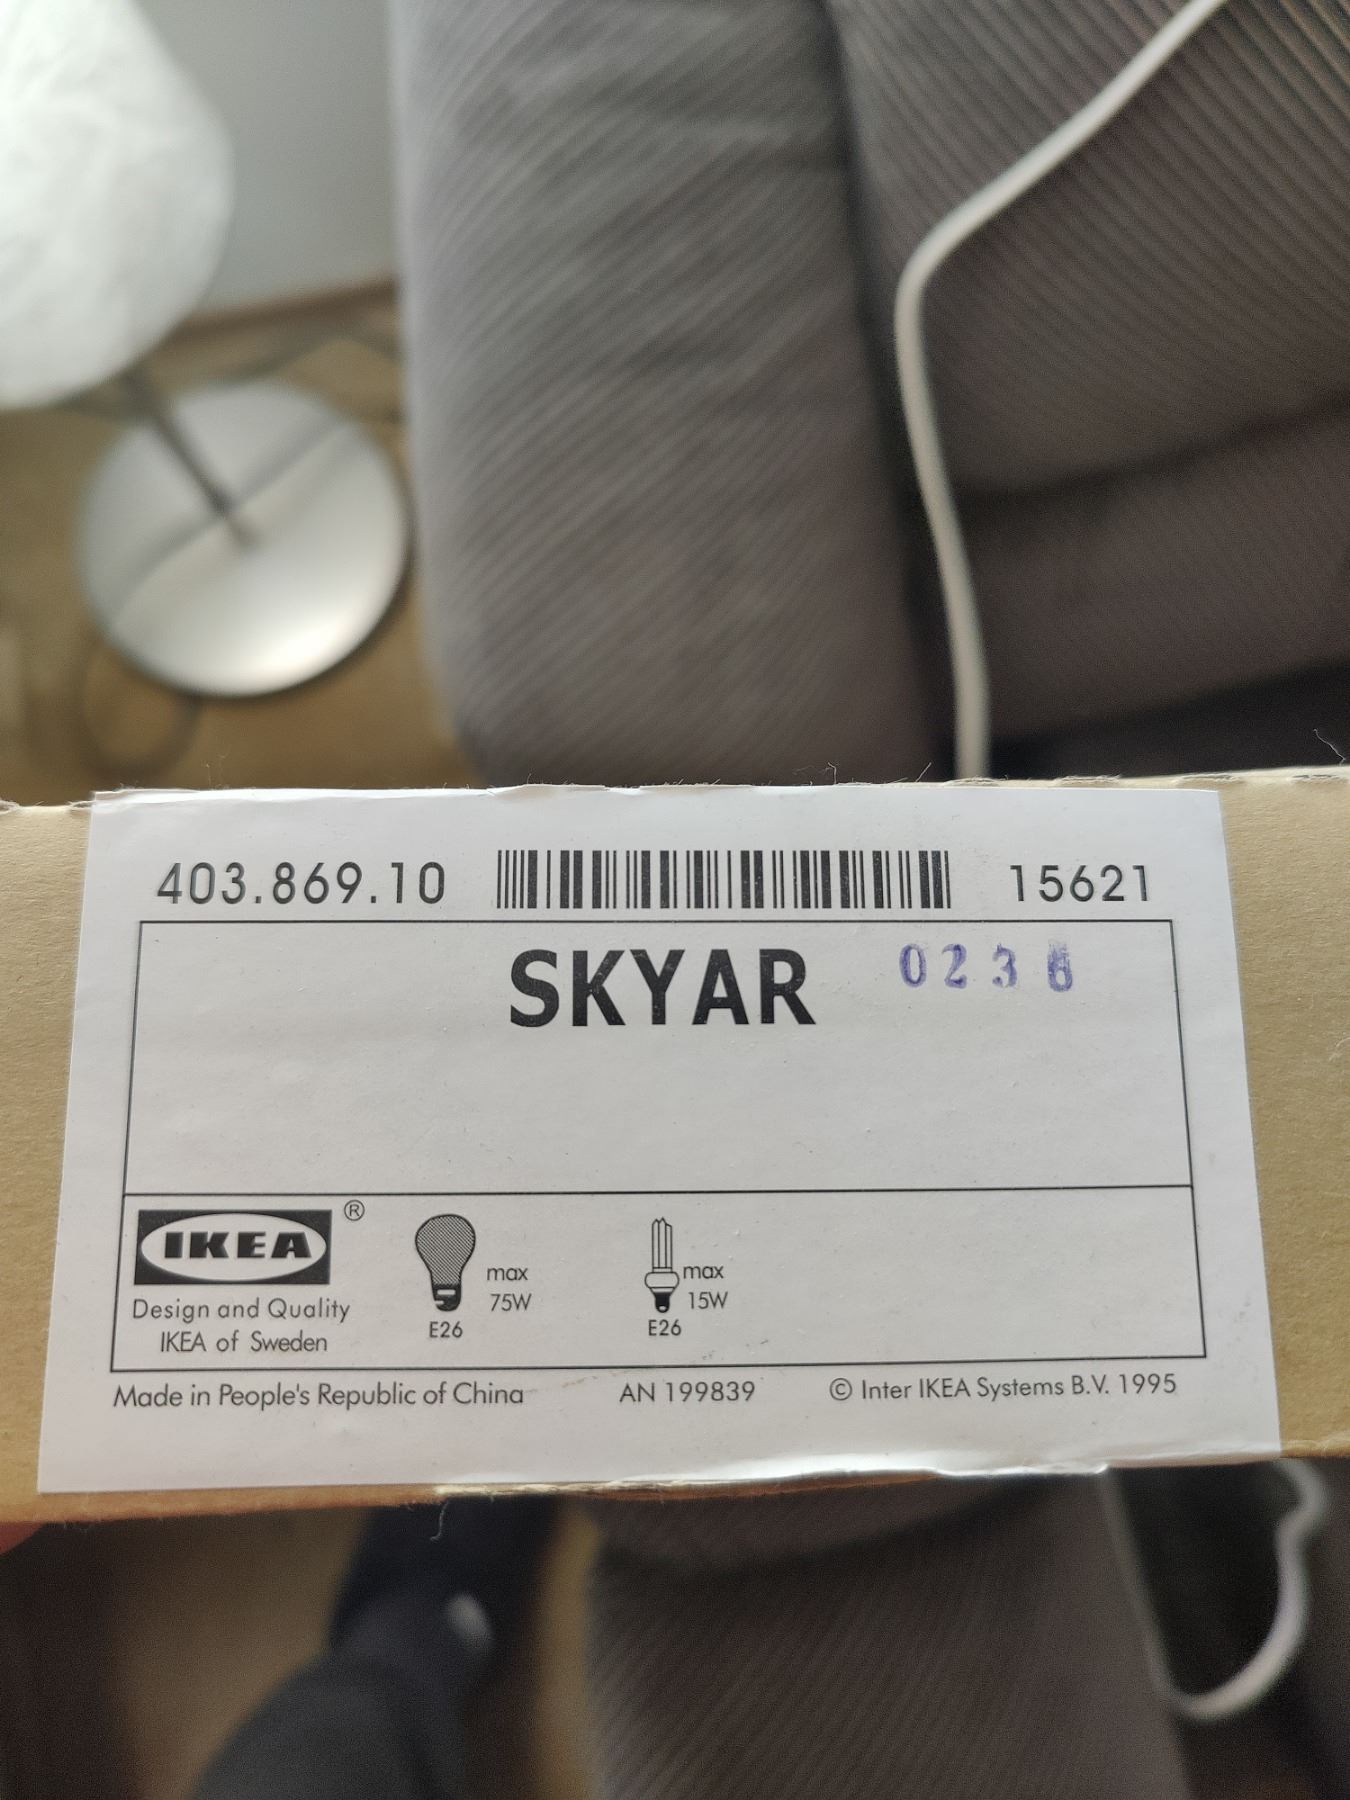 403.869.10 15621
SKYAR 0236
IKEA ®
Design and Quality
IKEA of Sweden
max
75W
E26
max
15W
E26
Made in People's Republic of China AN 199839 © Inter IKEA Systems B.V. 1995